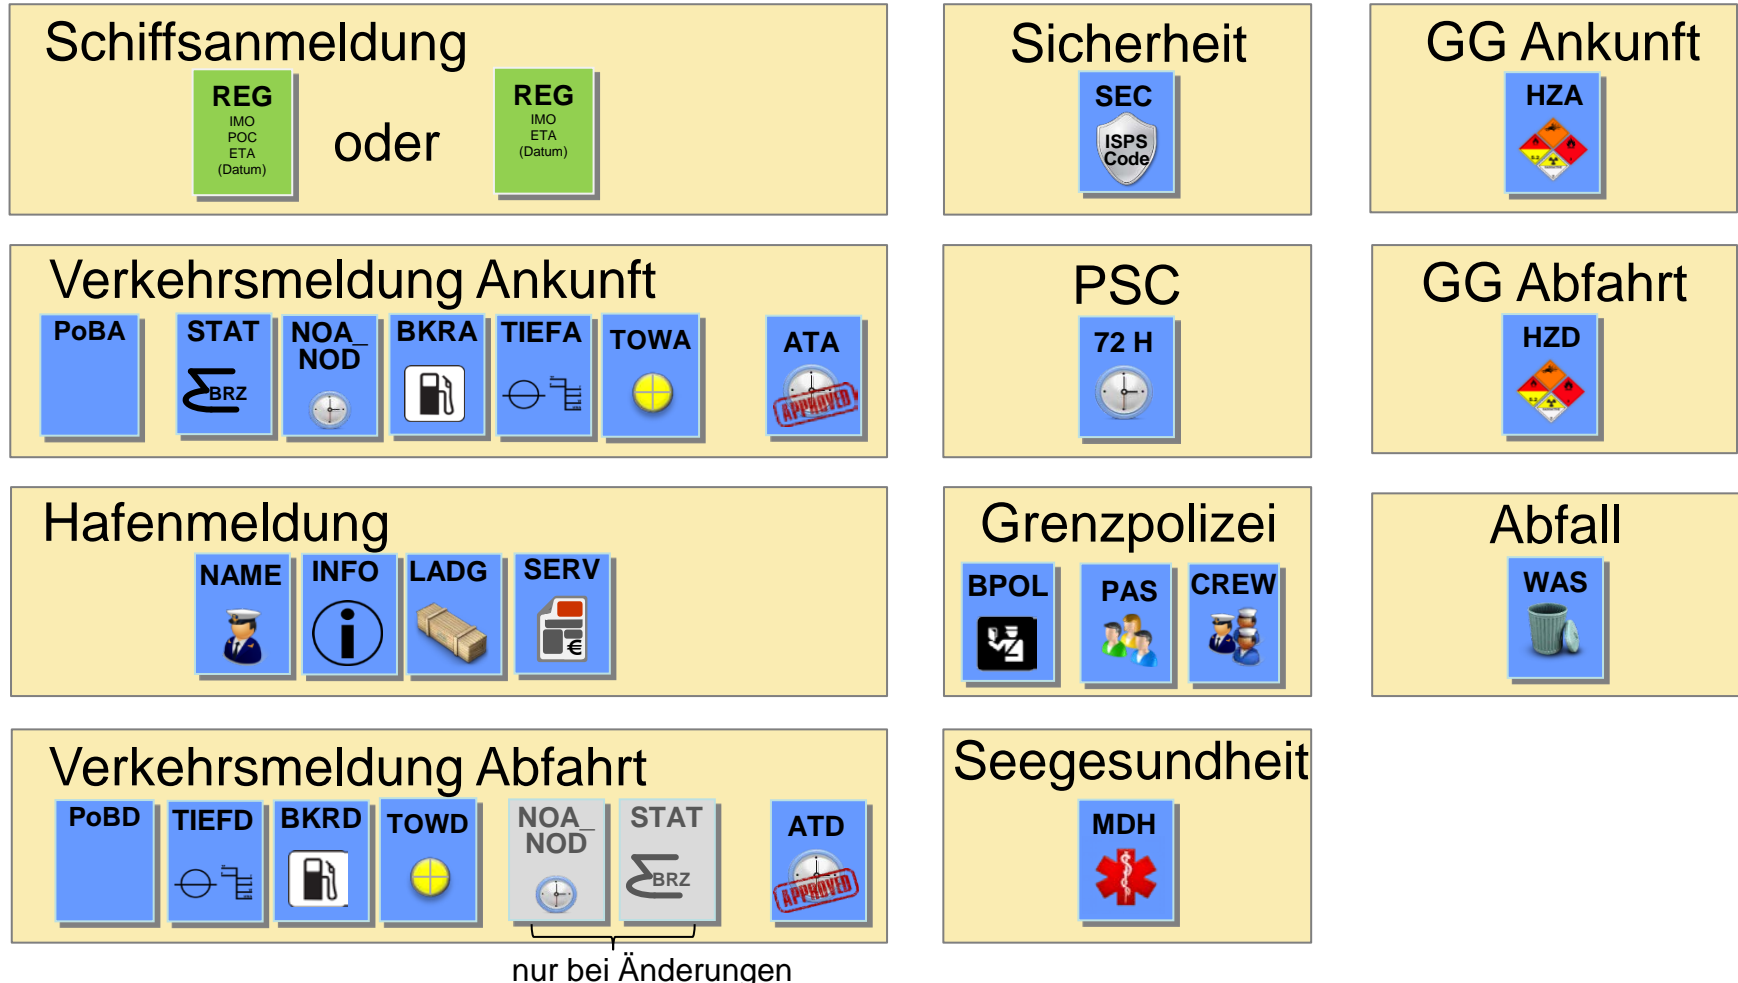 Schiffsanmeldung
REG
IMO
POC
ETA
(Datum)
oder
REG
IMO
ETA
(Datum)
Sicherheit
SEC
ISPS
Code
GG Ankunft
HZA
Verkehrsmeldung Ankunft
PoBA
STAT
BRZ
NOA_
NOD
BKRA
TIEFA
TOWA
ATA
APPROVED
PSC
72 H
GG Abfahrt
HZD
Hafenmeldung
NAME
INFO
LADG
SERV
€
Grenzpolizei
BPOL
PAS
CREW
Abfall
WAS
Verkehrsmeldung Abfahrt
PoBD
TIEFD
BKRD
TOWD
NOA_
NOD
STAT
BRZ
ATD
APPROVED
nur bei Änderungen
Seegesundheit
MDH